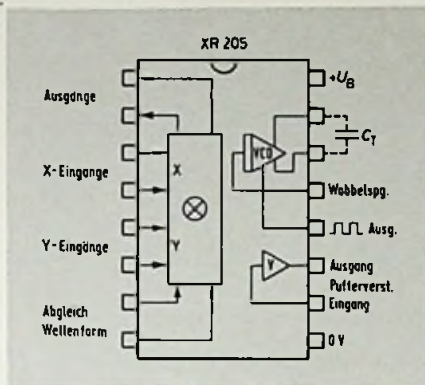 XR 205
Ausgänge
X-Eingänge
Y-Eingänge
Abgleich
Wellenform
X
Y
VCO
V
+U_B
C_T
Wobbelspg.
Ausg.
Ausgang
Pufferverst.
Eingang
0 V